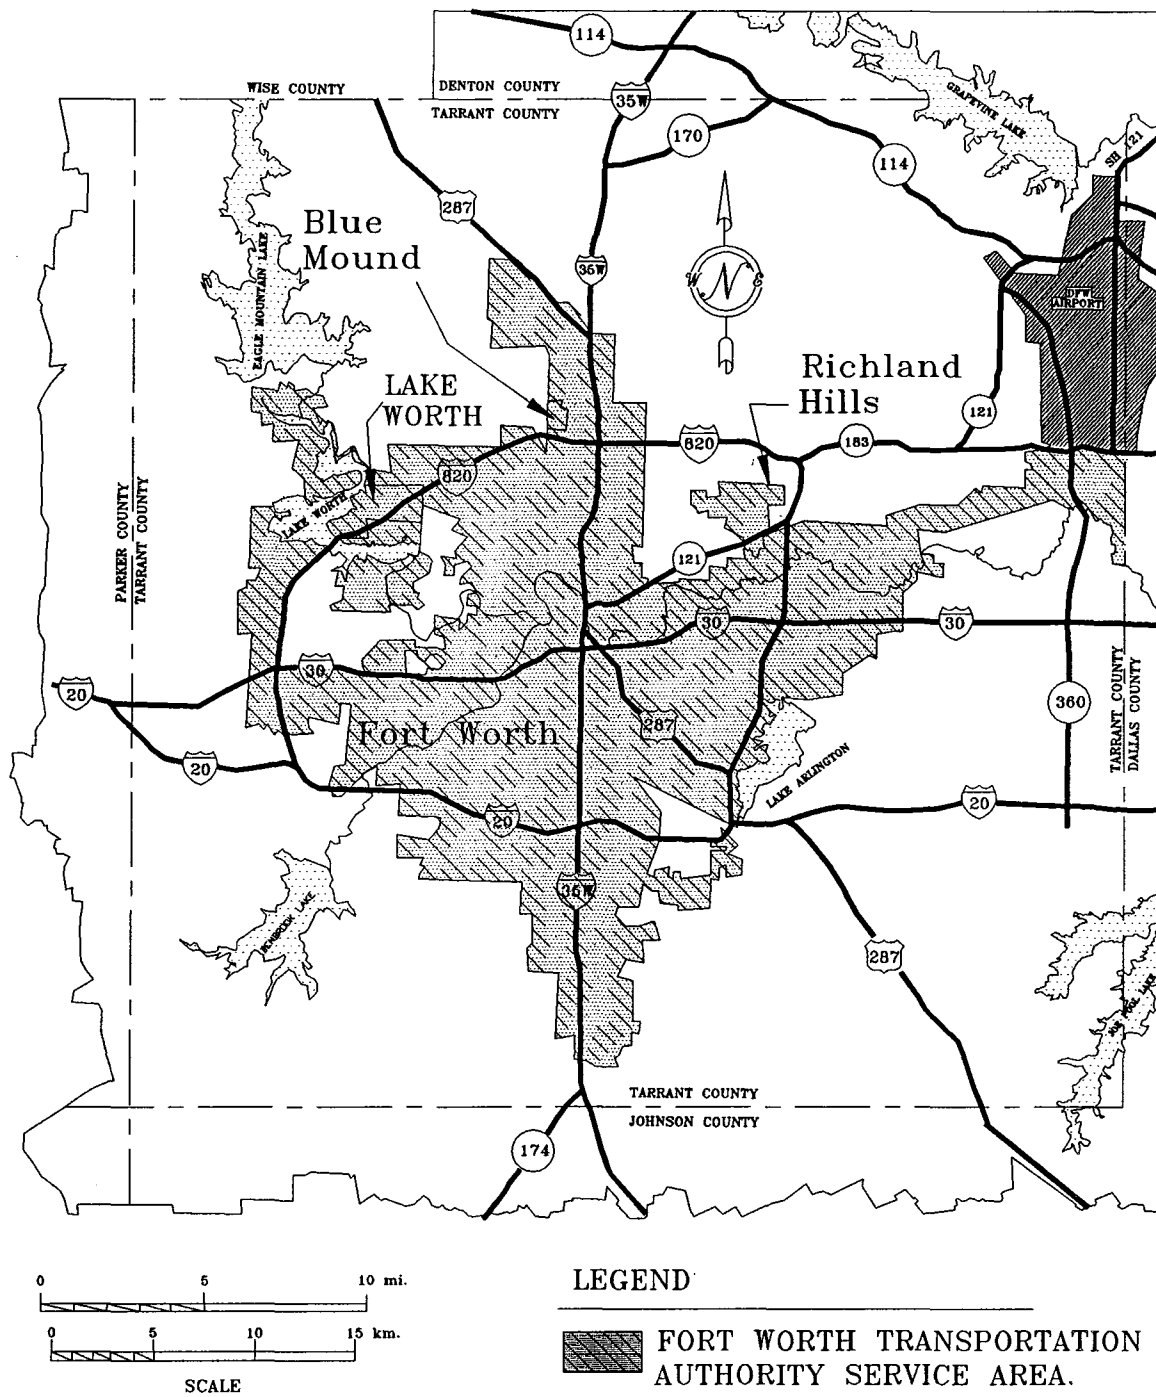 114
WISE COUNTY
DENTON COUNTY
TARRANT COUNTY
35W
170
GRAPEVINE LAKE
SH 121
114
287
Blue
Mound
35W
W N E
EAGLE MOUNTAIN LAKE
DFW
AIRPORT
Richland
Hills
LAKE
WORTH
121
183
820
820
LAKE WORTH
PARKER COUNTY
TARRANT COUNTY
121
30
30
30
20
360
TARRANT COUNTY
DALLAS COUNTY
287
Fort Worth
20
LAKE ARLINGTON
20
20
35W
BENBROOK LAKE
287
JOE POOL LAKE
TARRANT COUNTY
JOHNSON COUNTY
174
0 5 10 mi.
0 5 10 15 km.
SCALE
LEGEND
FORT WORTH TRANSPORTATION
AUTHORITY SERVICE AREA.